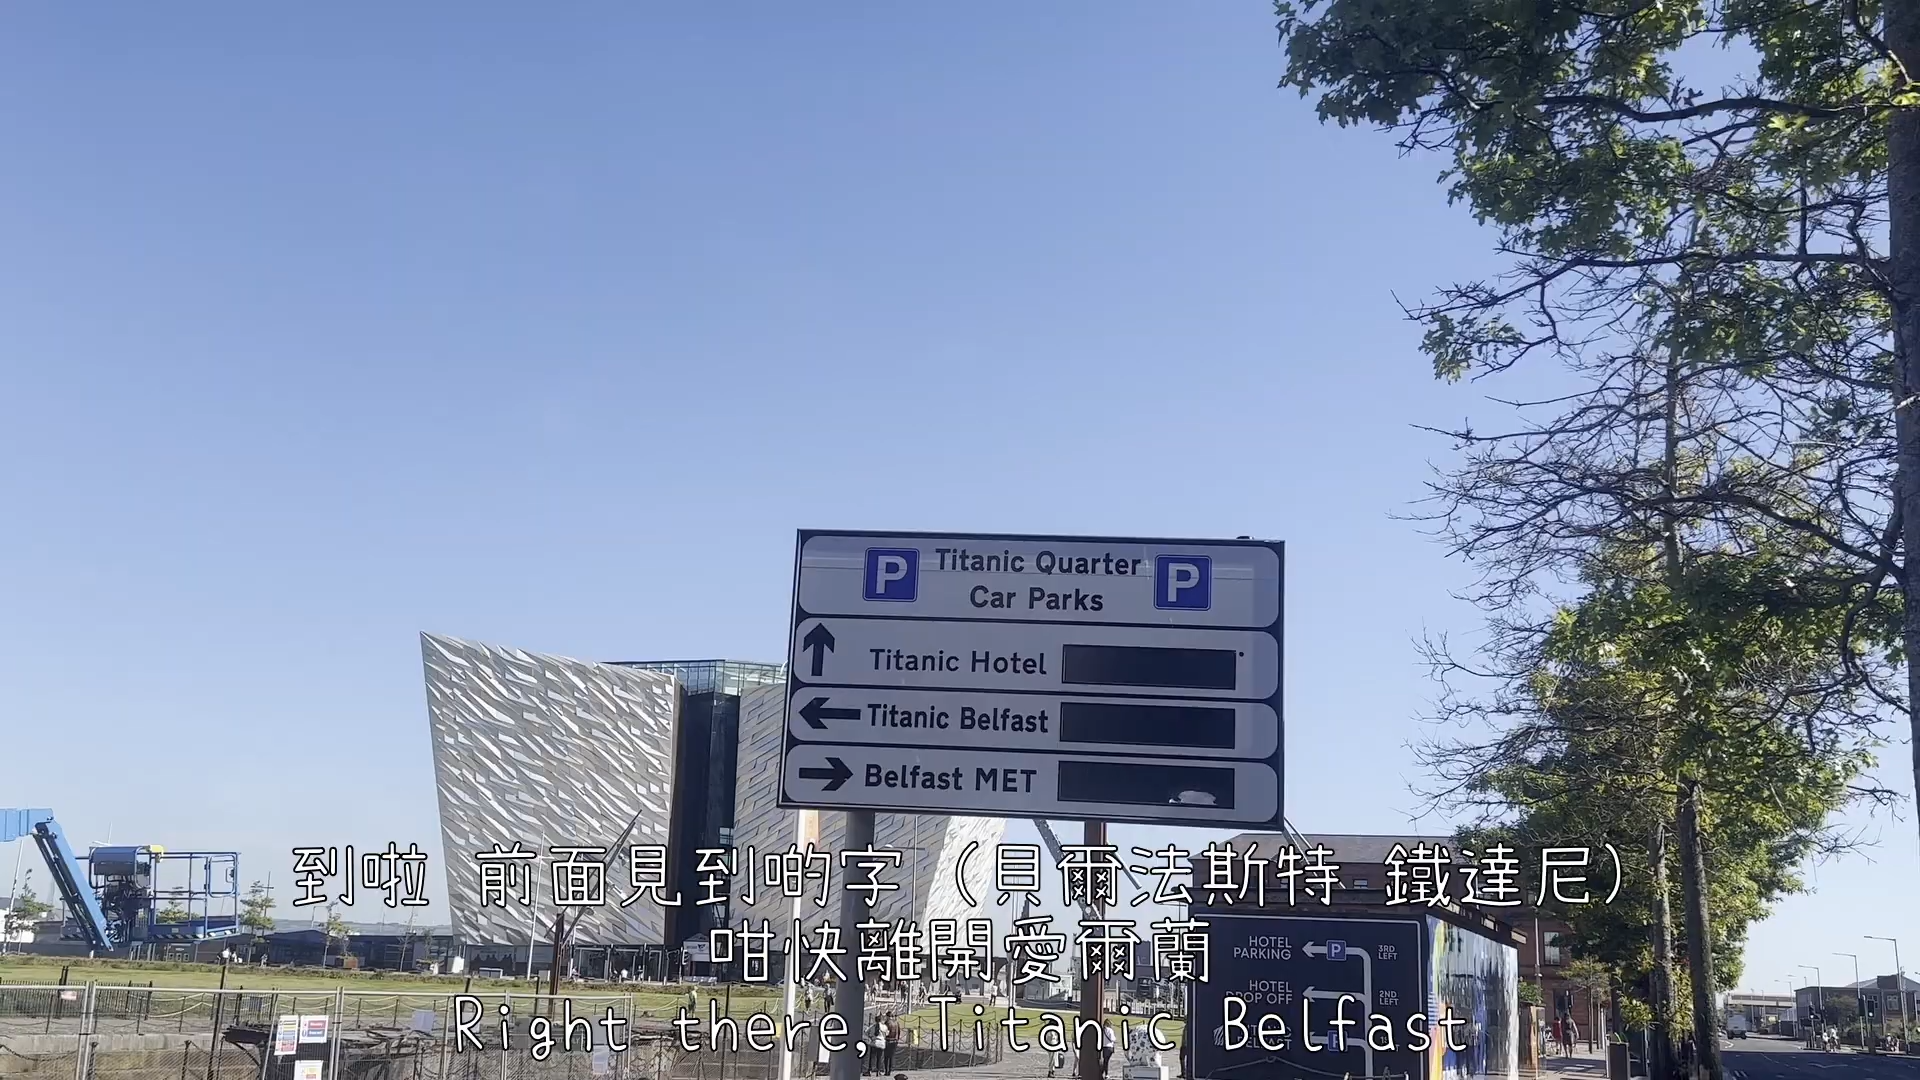 P Titanic Quarter P
Car Parks
Titanic Hotel
Titanic Belfast
Belfast MET
到啦 前面見到啲字 (貝爾法斯特 鐵達尼)
咁快離開愛爾蘭
Right there, Titanic Belfast
HOTEL PARKING P 3RD LEFT
HOTEL DROP OFF 2ND LEFT